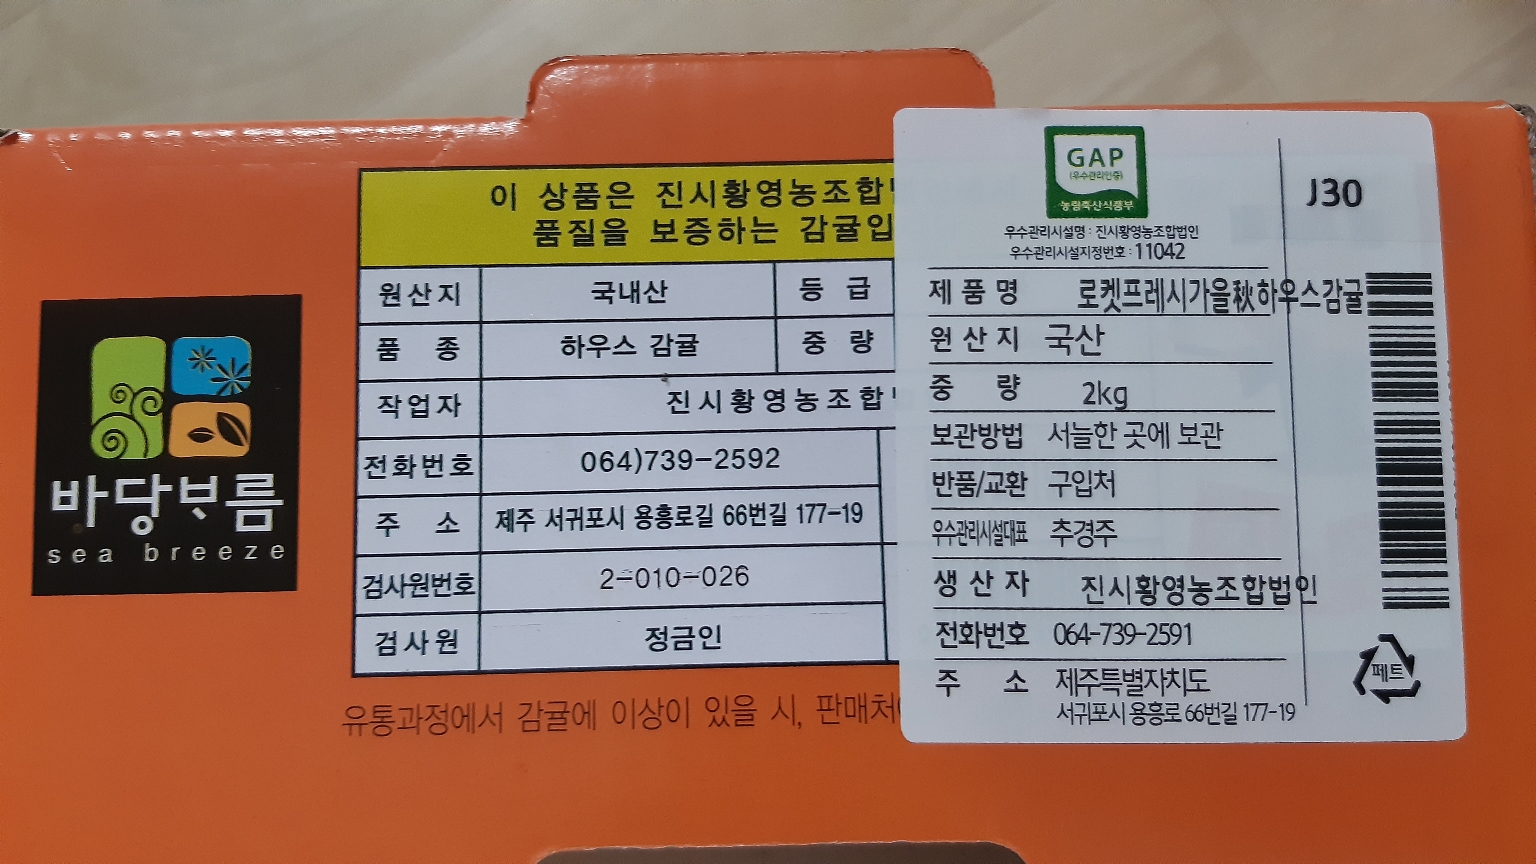 바당보름
sea breeze
이 상품은 진시황영농조합
품질을 보증하는 감귤입
원산지 국내산 등 급
품 종 하우스 감귤 중 량
작업자 진시황영농조합
전화번호 064)739-2592
주 소 제주 서귀포시 용흥로길 66번길 177-19
검사원번호 2-010-026
검사원 정금인
유통과정에서 감귤에 이상이 있을 시, 판매처
GAP
(우수관리인증)
농림축산식품부
우수관리시설명 : 진시황영농조합법인
우수관리시설지정번호 : 11042
J30
제 품 명 로켓프레시가을秋하우스감귤
원 산 지 국산
중 량 2kg
보관방법 서늘한 곳에 보관
반품/교환 구입처
우수관리시설대표 추경주
생 산 자 진시황영농조합법인
전화번호 064-739-2591
주 소 제주특별자치도
서귀포시 용흥로 66번길 177-19
페트